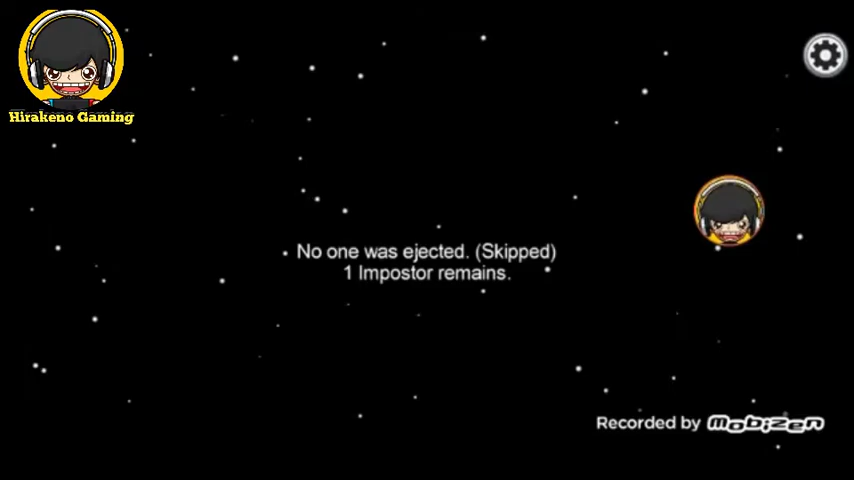 Hirakeno Gaming
No one was ejected. (Skipped)
1 Impostor remains.
Recorded by Mobizen